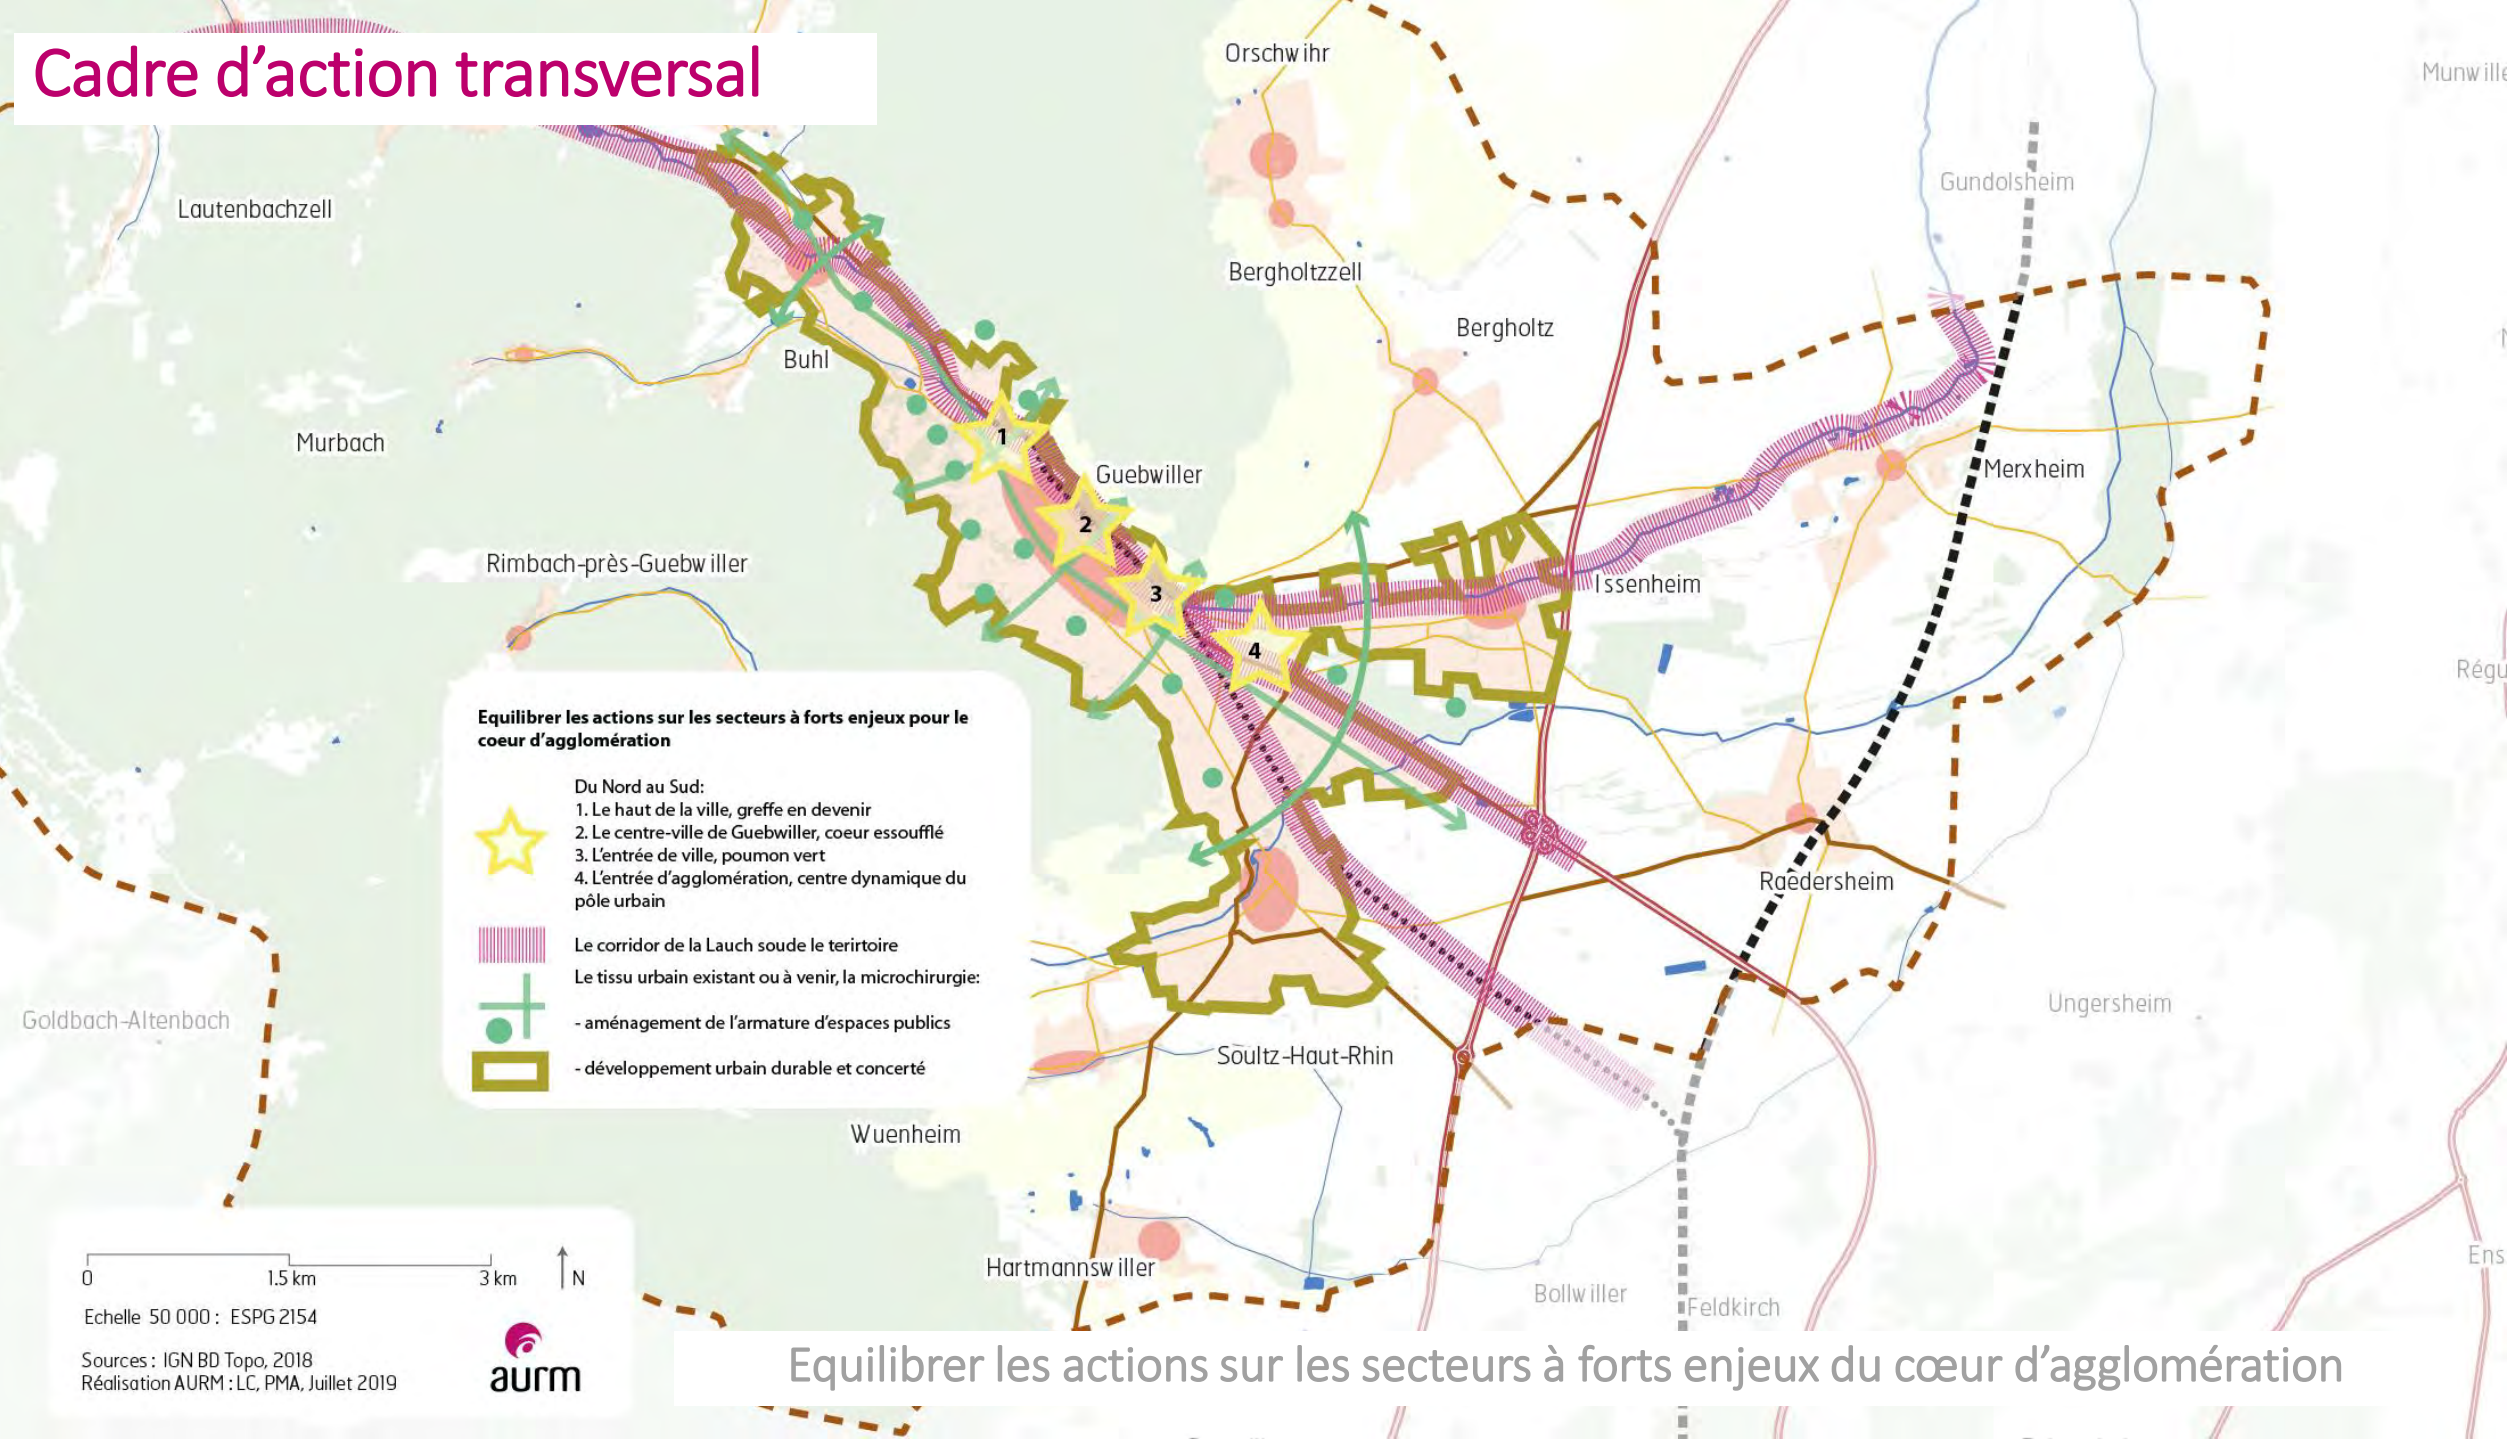 Cadre d’action transversal
Orschwihr
Lautenbachzell
Gundolsheim
Bergholtzzell
Bergholtz
Buhl
Murbach
1
Guebwiller
Merxheim
2
Rimbach-près-Guebwiller
3
Issenheim
4
Equilibrer les actions sur les secteurs à forts enjeux pour le
coeur d’agglomération
Du Nord au Sud:
1. Le haut de la ville, greffe en devenir
2. Le centre-ville de Guebwiller, coeur essoufflé
3. L’entrée de ville, poumon vert
4. L’entrée d’agglomération, centre dynamique du
pôle urbain
Le corridor de la Lauch soude le terirtoire
Le tissu urbain existant ou à venir, la microchirurgie:
- aménagement de l’armature d’espaces publics
- développement urbain durable et concerté
Raedersheim
Goldbach-Altenbach
Ungersheim
Soultz-Haut-Rhin
Wuenheim
Hartmannswiller
Bollwiller
Feldkirch
0
1.5 km
3 km
N
Echelle 50 000 : ESPG 2154
Sources : IGN BD Topo, 2018
Réalisation AURM : LC, PMA, Juillet 2019
aurm
Equilibrer les actions sur les secteurs à forts enjeux du cœur d’agglomération